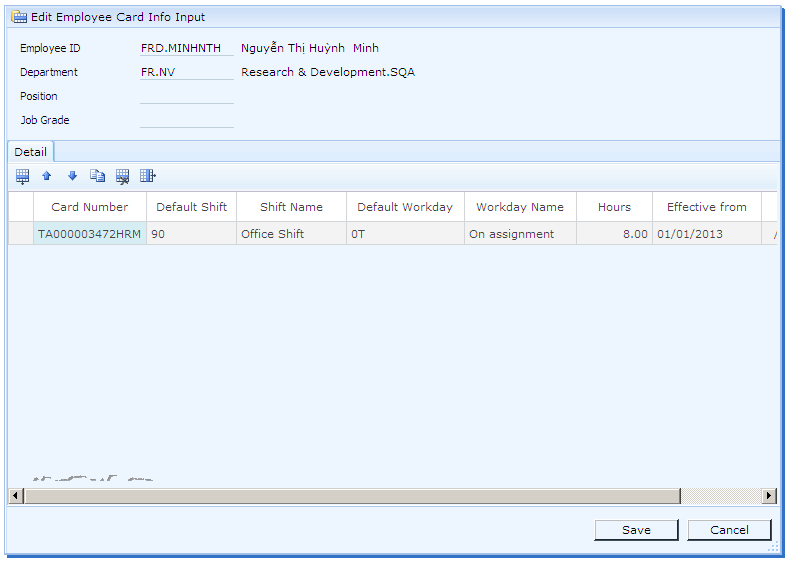 Edit Employee Card Info Input
Employee ID FRD.MINHNTH Nguyễn Thị Huỳnh Minh
Department FR.NV Research & Development.SQA
Position
Job Grade
Detail
Card Number Default Shift Shift Name Default Workday Workday Name Hours Effective from
TA000003472HRM 90 Office Shift 0T On assignment 8.00 01/01/2013 /
Save Cancel